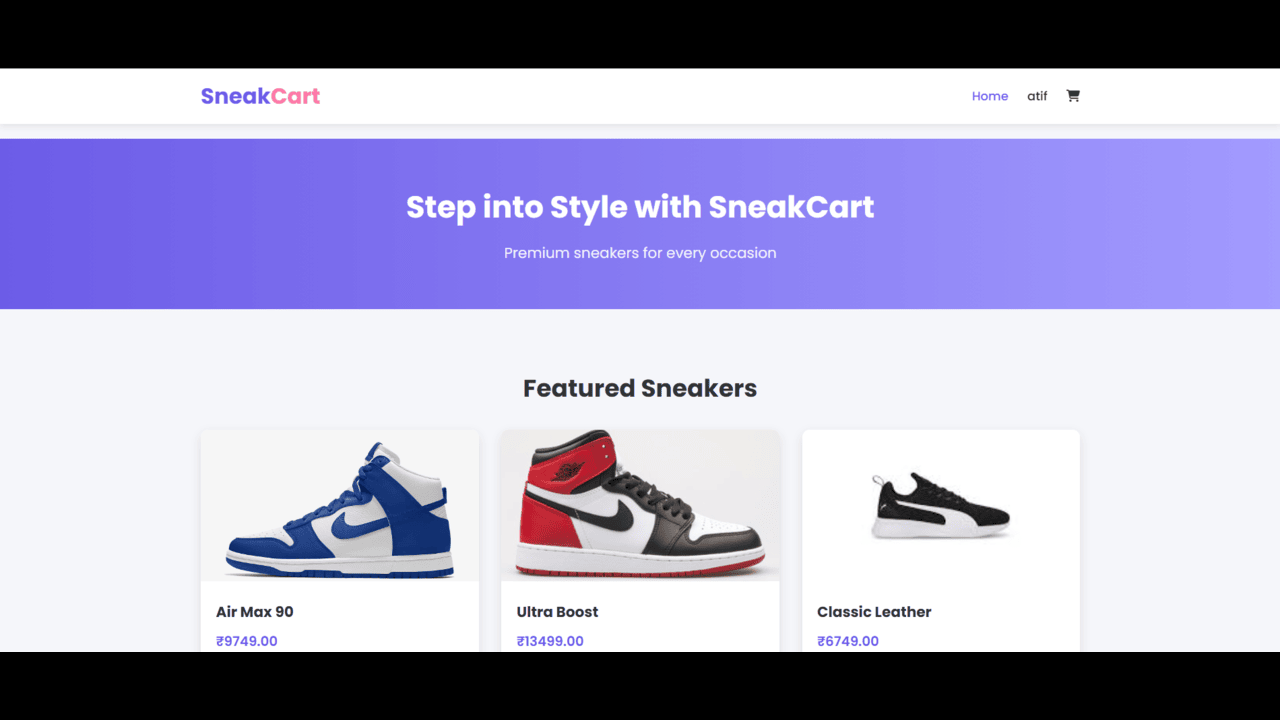 SneakCart
Home atif
Step into Style with SneakCart
Premium sneakers for every occasion
Featured Sneakers
Air Max 90
₹9749.00
Ultra Boost
₹13499.00
Classic Leather
₹6749.00